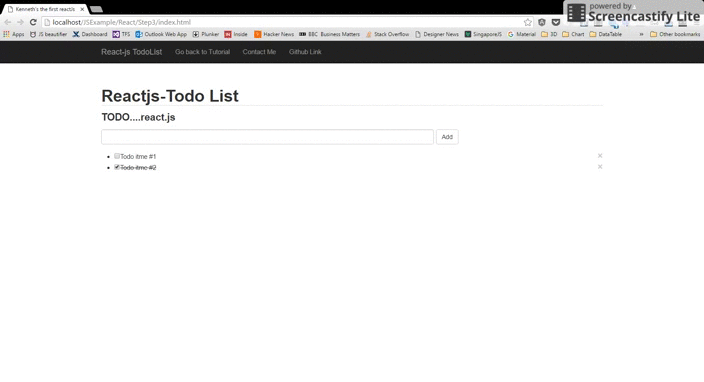 powered by
Screencastify Lite
Kenneth's the first reactjs
localhost/JSExample/React/Step3/index.html
Apps JS beautifier Dashboard TFS Outlook Web App Plunker Inside Hacker News BBC Business Matters Stack Overflow Designer News SingaporeJS Material 3D Chart DataTable » Other bookmarks
React-js TodoList Go back to Tutorial Contact Me Github Link
Reactjs-Todo List
TODO....react.js
Add
Todo itme #1 ×
Todo itme #2 ×